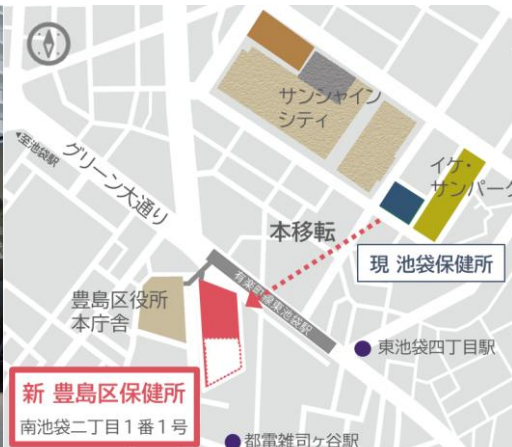 サンシャイン
シティ
イケ・
サンパーク
◀至池袋駅
グリーン大通り
本移転
現 池袋保健所
有楽町線東池袋駅
豊島区役所
本庁舎
東池袋四丁目駅
新 豊島区保健所
南池袋二丁目1番1号
都電雑司ヶ谷駅